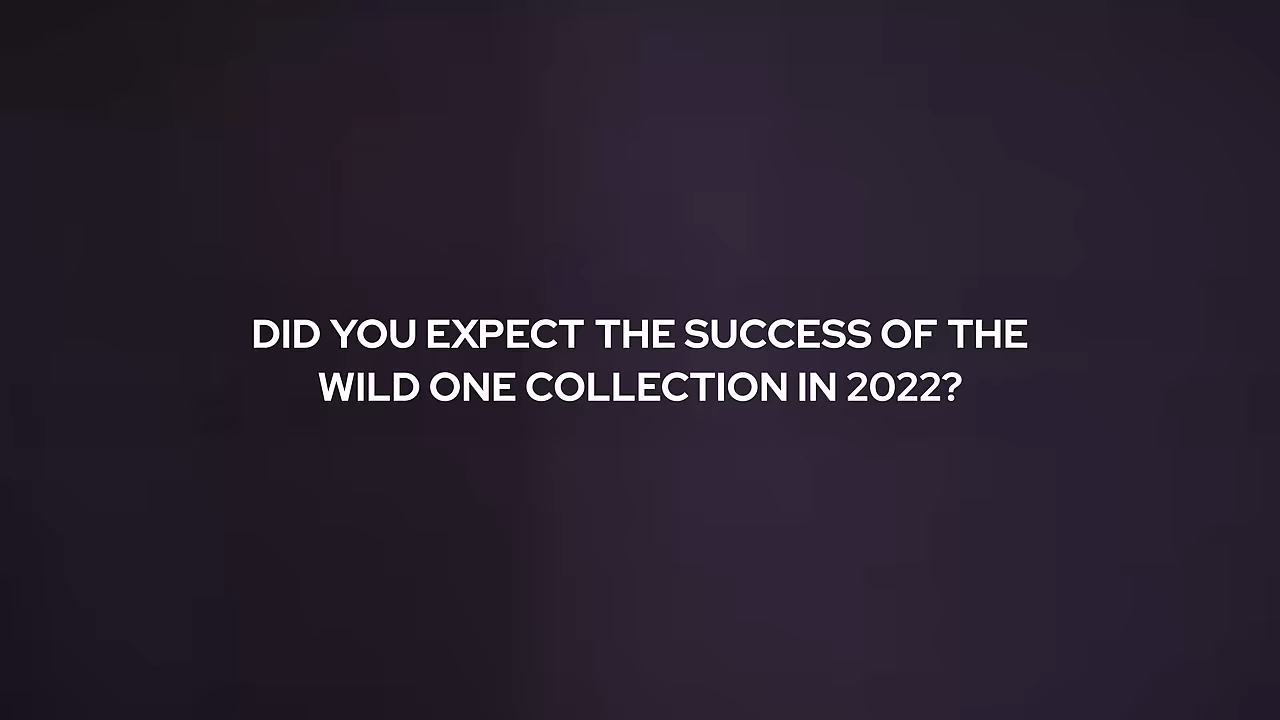 DID YOU EXPECT THE SUCCESS OF THE
WILD ONE COLLECTION IN 2022?